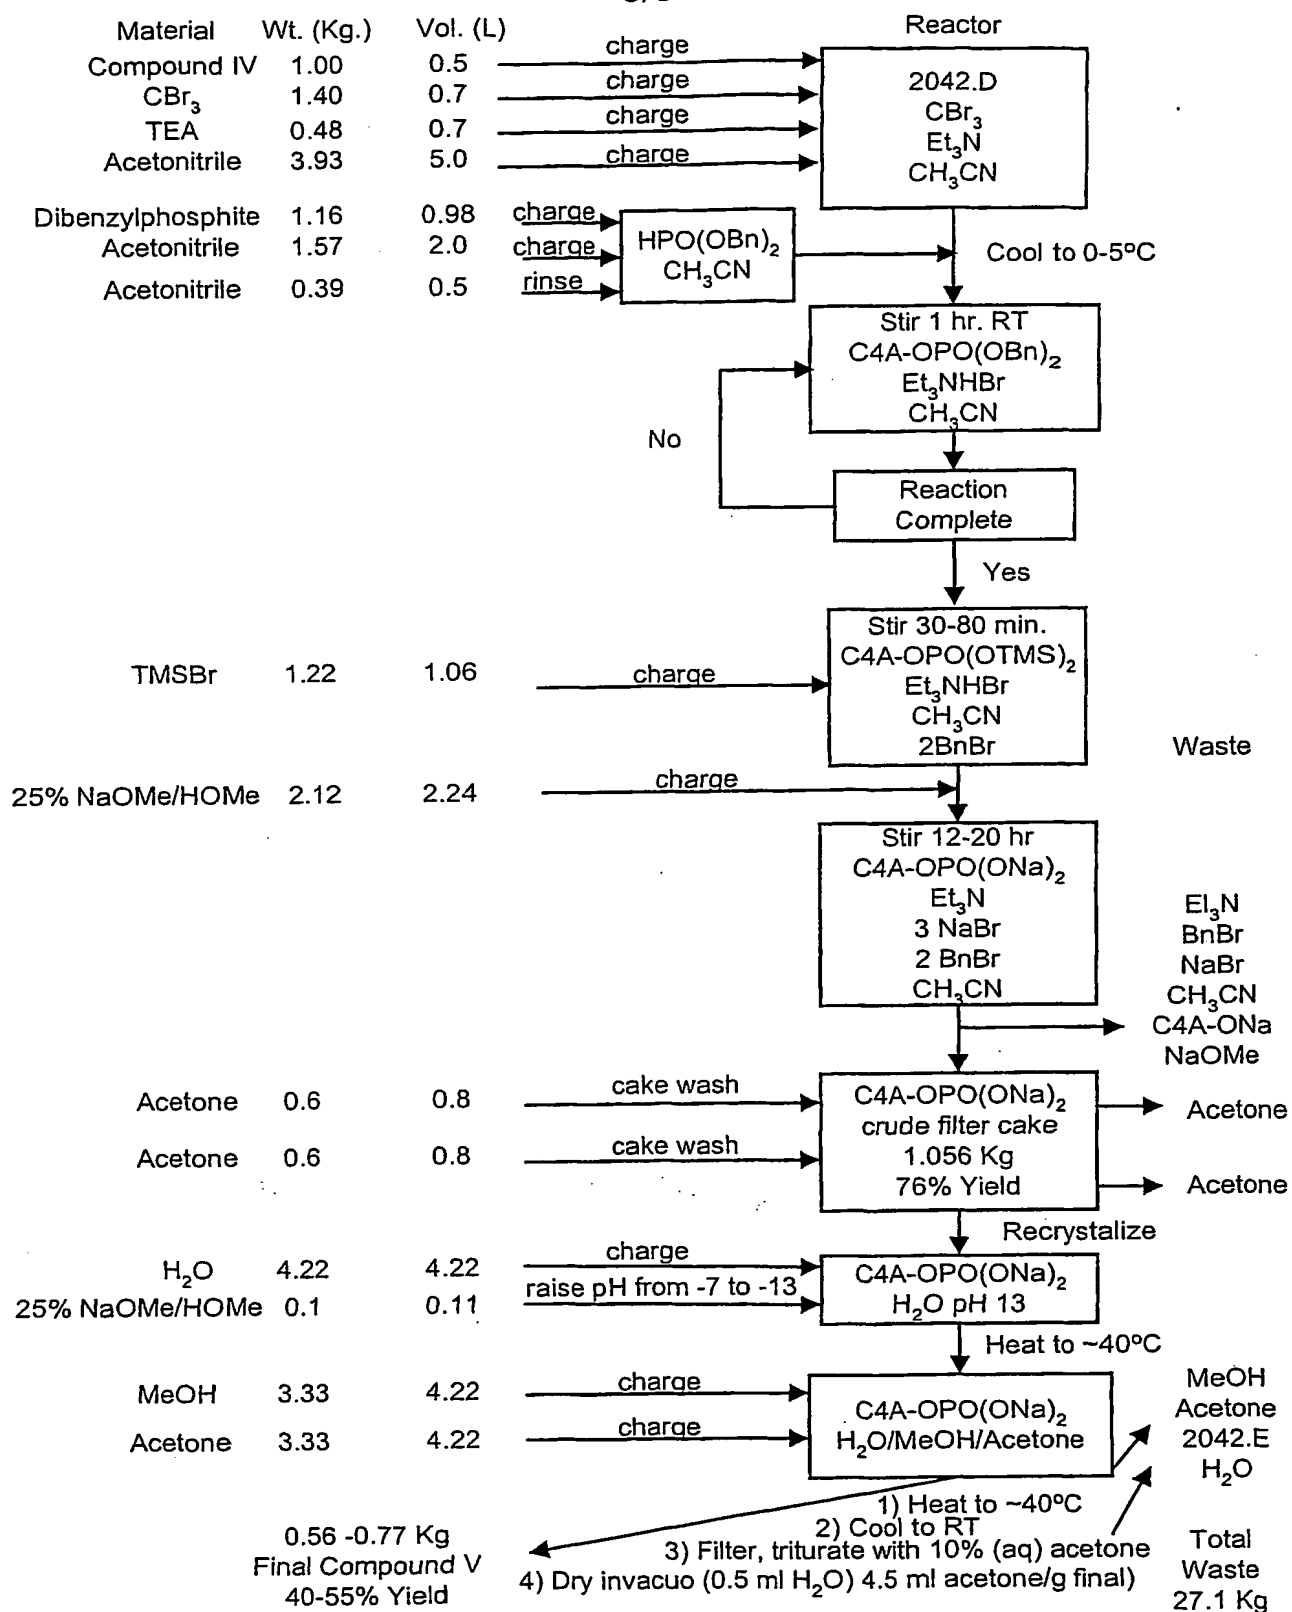 Material Wt. (Kg.) Vol. (L) Reactor
Compound IV 1.00 0.5 charge
CBr₃ 1.40 0.7 charge
TEA 0.48 0.7 charge
Acetonitrile 3.93 5.0 charge
2042.D
CBr₃
Et₃N
CH₃CN
Dibenzylphosphite 1.16 0.98 charge
Acetonitrile 1.57 2.0 charge
Acetonitrile 0.39 0.5 rinse
HPO(OBn)₂
CH₃CN
Cool to 0-5ºC
Stir 1 hr. RT
C4A-OPO(OBn)₂
Et₃NHBr
CH₃CN
No
Reaction
Complete
Yes
TMSBr 1.22 1.06 charge
Stir 30-80 min.
C4A-OPO(OTMS)₂
Et₃NHBr
CH₃CN
2BnBr
Waste
25% NaOMe/HOMe 2.12 2.24 charge
Stir 12-20 hr
C4A-OPO(ONa)₂
Et₃N
3 NaBr
2 BnBr
CH₃CN
El₃N
BnBr
NaBr
CH₃CN
C4A-ONa
NaOMe
Acetone 0.6 0.8 cake wash
Acetone 0.6 0.8 cake wash
C4A-OPO(ONa)₂
crude filter cake
1.056 Kg
76% Yield
Acetone
Acetone
Recrystalize
H₂O 4.22 4.22 charge
25% NaOMe/HOMe 0.1 0.11 raise pH from -7 to -13
C4A-OPO(ONa)₂
H₂O pH 13
Heat to ~40ºC
MeOH 3.33 4.22 charge
Acetone 3.33 4.22 charge
C4A-OPO(ONa)₂
H₂O/MeOH/Acetone
MeOH
Acetone
2042.E
H₂O
1) Heat to ~40ºC
2) Cool to RT
3) Filter, triturate with 10% (aq) acetone
4) Dry invacuo (0.5 ml H₂O) 4.5 ml acetone/g final)
0.56 -0.77 Kg
Final Compound V
40-55% Yield
Total
Waste
27.1 Kg